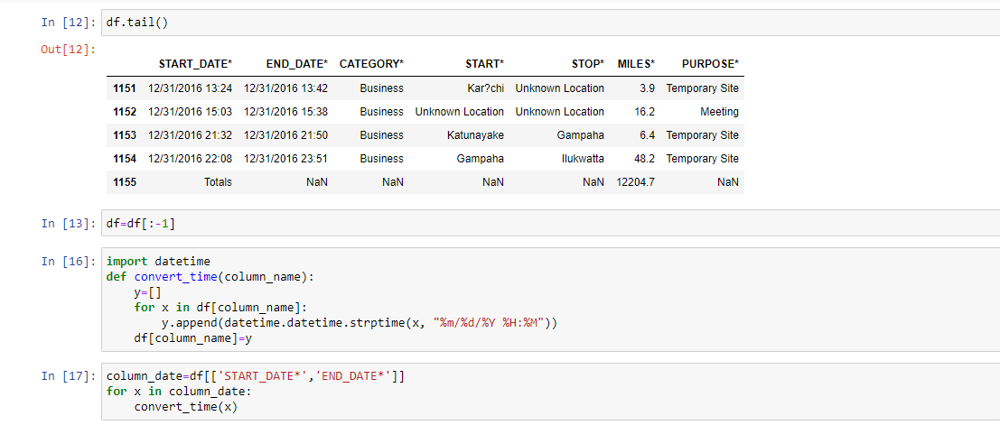 In [12]: df.tail()
Out[12]:
START_DATE* END_DATE* CATEGORY* START* STOP* MILES* PURPOSE*
1151 12/31/2016 13:24 12/31/2016 13:42 Business Kar?chi Unknown Location 3.9 Temporary Site
1152 12/31/2016 15:03 12/31/2016 15:38 Business Unknown Location Unknown Location 16.2 Meeting
1153 12/31/2016 21:32 12/31/2016 21:50 Business Katunayake Gampaha 6.4 Temporary Site
1154 12/31/2016 22:08 12/31/2016 23:51 Business Gampaha Ilukwatta 48.2 Temporary Site
1155 Totals NaN NaN NaN NaN 12204.7 NaN
In [13]: df=df[:-1]
In [16]: import datetime
def convert_time(column_name):
    y=[]
    for x in df[column_name]:
        y.append(datetime.datetime.strptime(x, "%m/%d/%Y %H:%M"))
    df[column_name]=y
In [17]: column_date=df[['START_DATE*','END_DATE*']]
for x in column_date:
    convert_time(x)